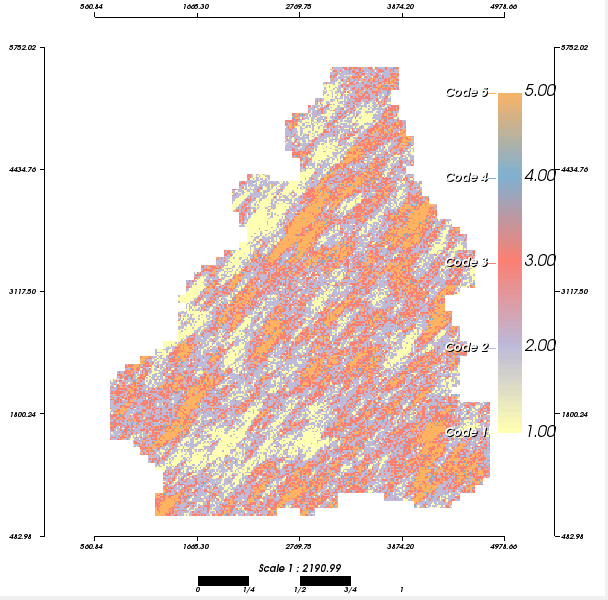 560.84 1665.30 2769.75 3874.20 4978.66
5752.02 5752.02
Code 5 5.00
4434.76 Code 4 4.00 4434.76
Code 3 3.00
3117.50 3117.50
Code 2 2.00
1800.24 1800.24
Code 1 1.00
482.98 482.98
560.84 1665.30 2769.75 3874.20 4978.66
Scale 1 : 2190.99
0 1/4 1/2 3/4 1